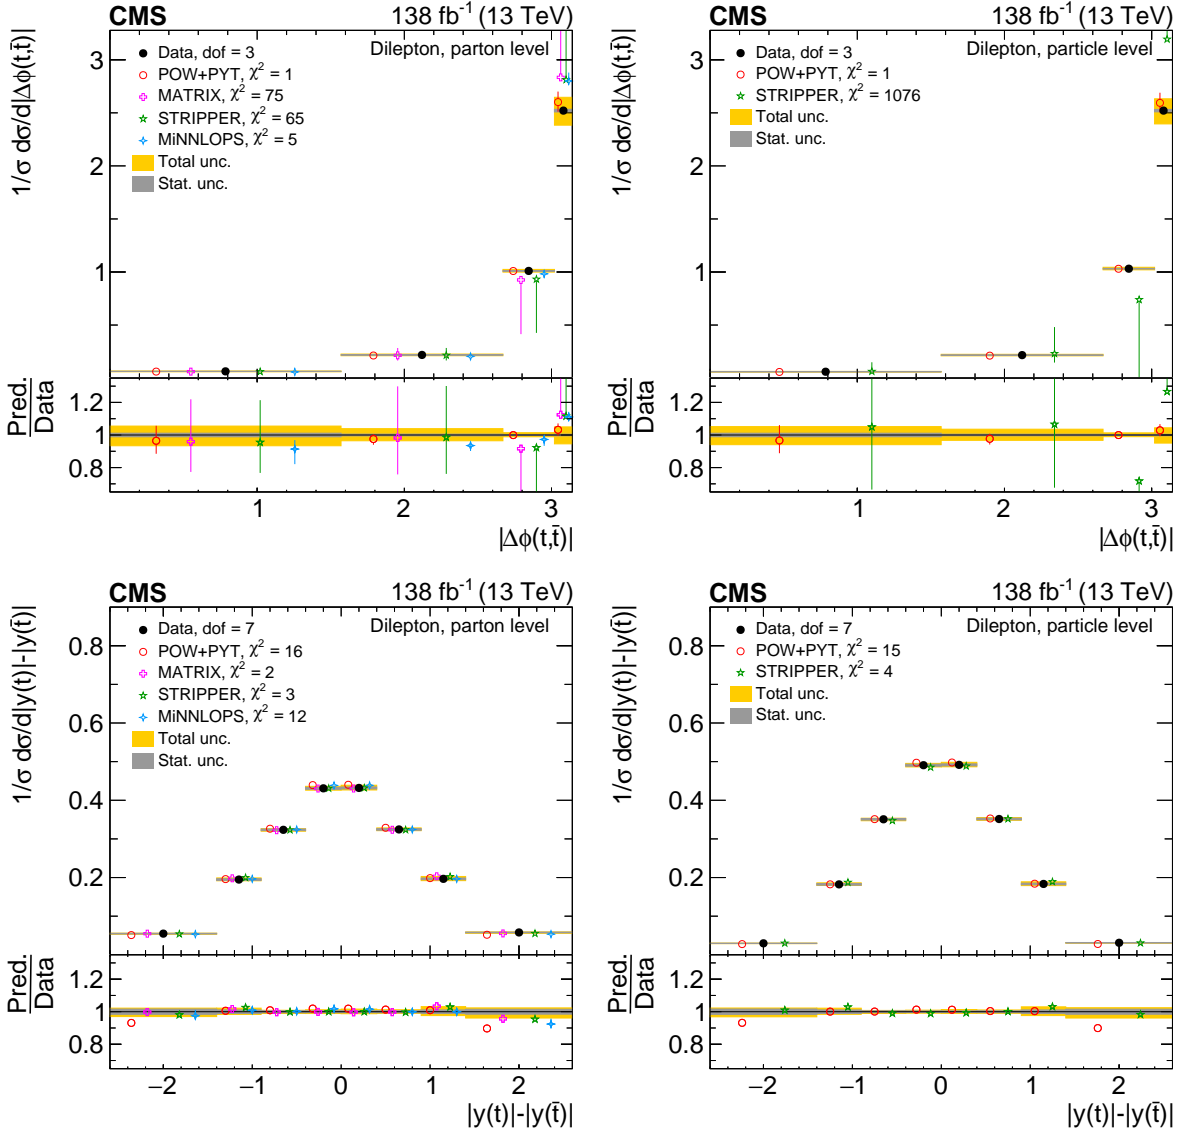 CMS 138 fb⁻¹ (13 TeV)
1/σ dσ/d|Δϕ(t,t̄)|
Dilepton, parton level
Data, dof = 3
POW+PYT, χ² = 1
MATRIX, χ² = 75
STRIPPER, χ² = 65
MiNNLOPS, χ² = 5
Total unc.
Stat. unc.
3
2
1
Pred.
Data
1.2
1
0.8
1 2 3
|Δϕ(t,t̄)|
CMS 138 fb⁻¹ (13 TeV)
1/σ dσ/d|Δϕ(t,t̄)|
Dilepton, particle level
Data, dof = 3
POW+PYT, χ² = 1
STRIPPER, χ² = 1076
Total unc.
Stat. unc.
3
2
1
Pred.
Data
1.2
1
0.8
1 2 3
|Δϕ(t,t̄)|
CMS 138 fb⁻¹ (13 TeV)
1/σ dσ/d|y(t)|-|y(t̄)|
Dilepton, parton level
Data, dof = 7
POW+PYT, χ² = 16
MATRIX, χ² = 2
STRIPPER, χ² = 3
MiNNLOPS, χ² = 12
Total unc.
Stat. unc.
0.8
0.6
0.4
0.2
Pred.
Data
1.2
1
0.8
−2 −1 0 1 2
|y(t)|-|y(t̄)|
CMS 138 fb⁻¹ (13 TeV)
1/σ dσ/d|y(t)|-|y(t̄)|
Dilepton, particle level
Data, dof = 7
POW+PYT, χ² = 15
STRIPPER, χ² = 4
Total unc.
Stat. unc.
0.8
0.6
0.4
0.2
Pred.
Data
1.2
1
0.8
−2 −1 0 1 2
|y(t)|-|y(t̄)|